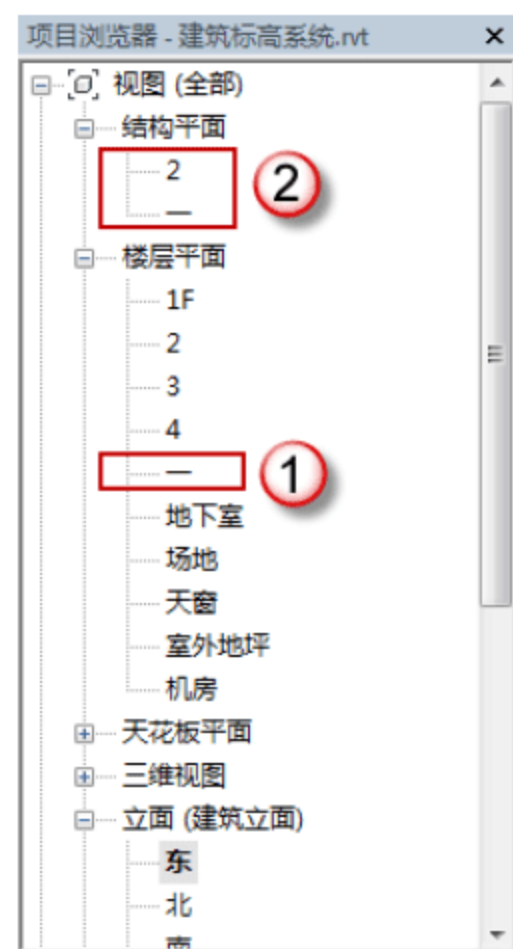 项目浏览器 - 建筑标高系统.rvt
视图 (全部)
结构平面
2
一
2
楼层平面
1F
2
3
4
一
1
地下室
场地
天窗
室外地坪
机房
天花板平面
三维视图
立面 (建筑立面)
东
北